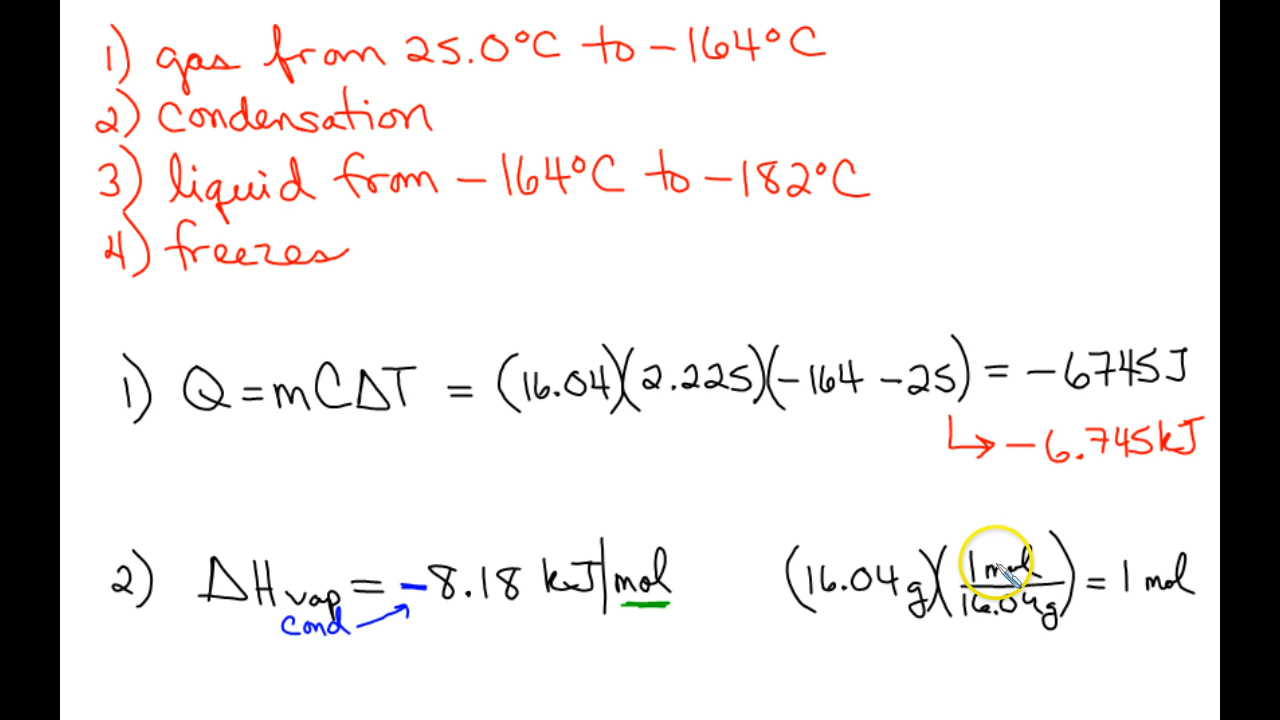 1) gas from 25.0°C to -164°C
2) condensation
3) liquid from -164°C to -182°C
4) freezes
1) Q = mCΔT = (16.04)(2.225)(-164 -25) = -6745J
↳ -6.745kJ
2) ΔHvap = -8.18 kJ/mol (16.04g)(1mol/16.04g) = 1 mol
cond